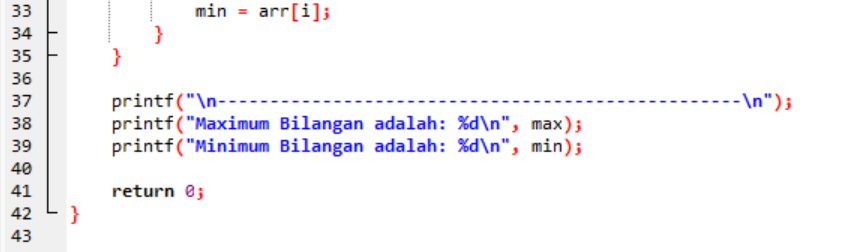 33 min = arr[i];
34 }
35 }
36
37 printf("\n--------------------------------------------------\n");
38 printf("Maximum Bilangan adalah: %d\n", max);
39 printf("Minimum Bilangan adalah: %d\n", min);
40
41 return 0;
42 }
43